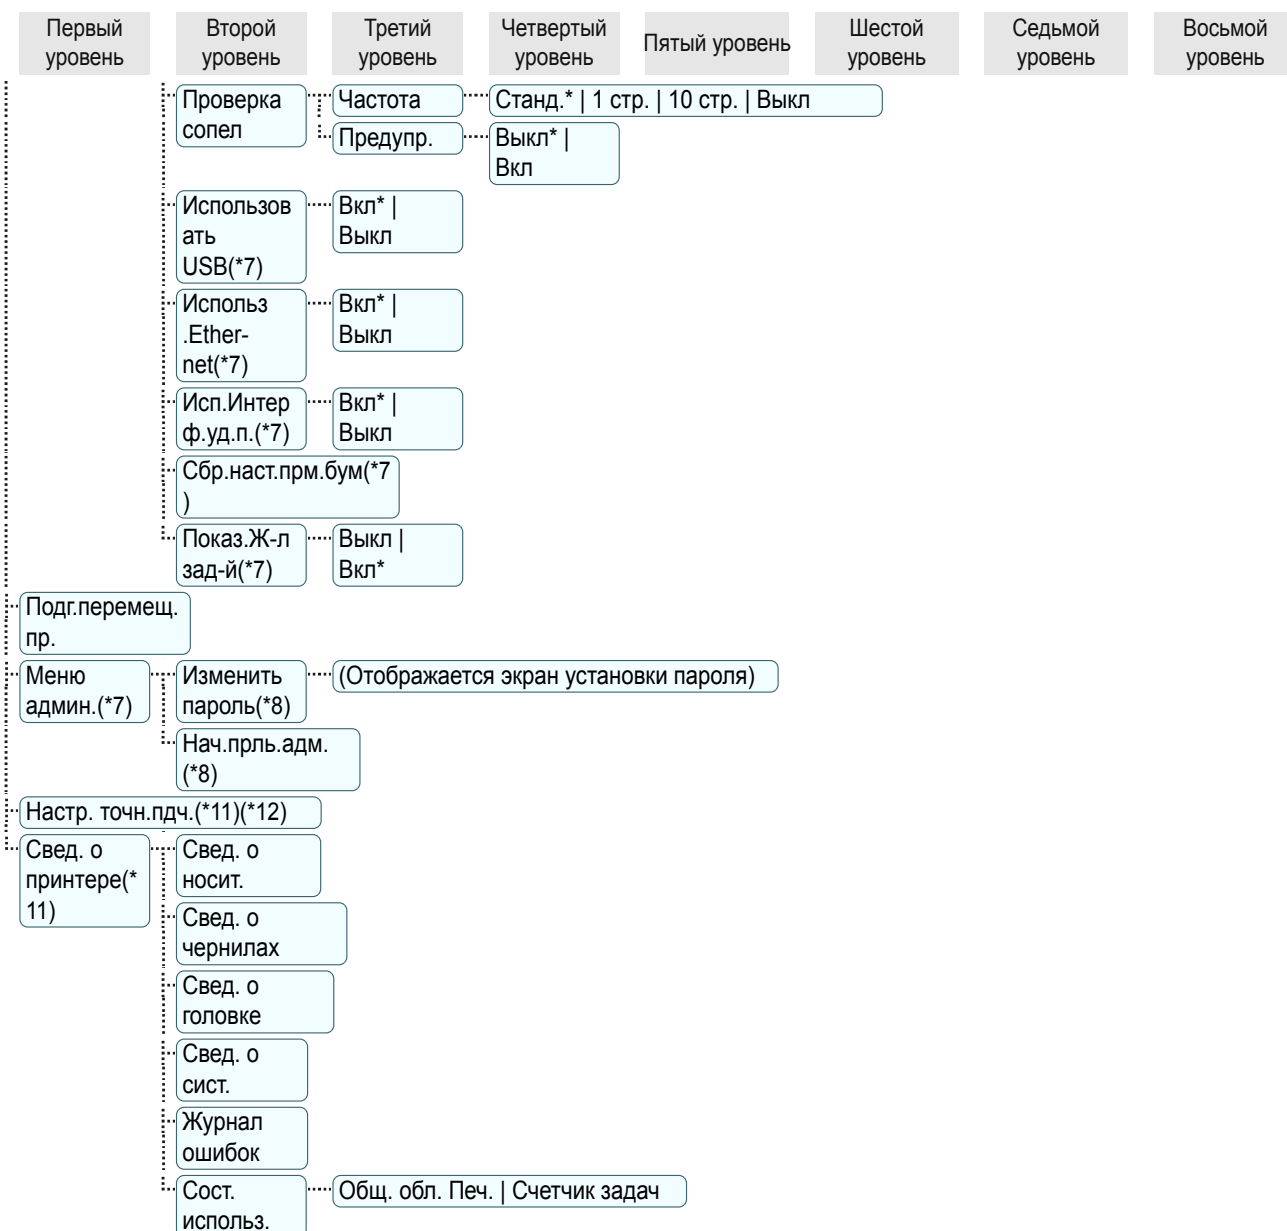 Первый уровень
Второй уровень
Третий уровень
Четвертый уровень
Пятый уровень
Шестой уровень
Седьмой уровень
Восьмой уровень
Проверка
сопел
Частота
Станд.* | 1 стр. | 10 стр. | Выкл
Предупр.
Выкл* |
Вкл
Использов
ать
USB(*7)
Вкл* |
Выкл
Использ
.Ether-
net(*7)
Вкл* |
Выкл
Исп.Интер
ф.уд.п.(*7)
Вкл* |
Выкл
Сбр.наст.прм.бум(*7
)
Показ.Ж-л
зад-й(*7)
Выкл |
Вкл*
Подг.перемещ.
пр.
Меню
админ.(*7)
Изменить
пароль(*8)
(Отображается экран установки пароля)
Нач.прль.адм.
(*8)
Настр. точн.пдч.(*11)(*12)
Свед. о
принтере(*
11)
Свед. о
носит.
Свед. о
чернилах
Свед. о
головке
Свед. о
сист.
Журнал
ошибок
Сост.
использ.
Общ. обл. Печ. | Счетчик задач